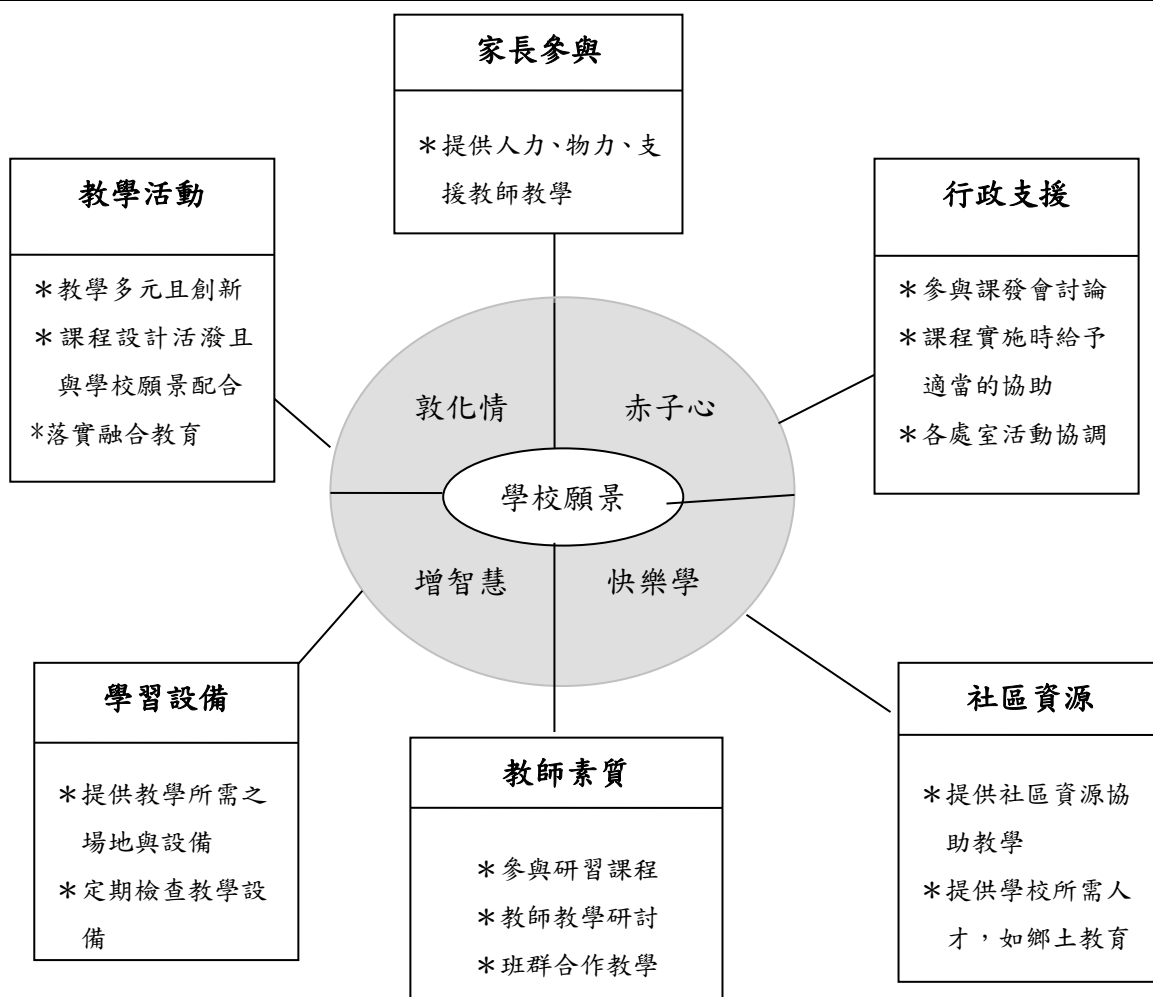 家長參與
＊提供人力、物力、支
援教師教學
教學活動
＊教學多元且創新
＊課程設計活潑且
與學校願景配合
*落實融合教育
行政支援
＊參與課發會討論
＊課程實施時給予
適當的協助
＊各處室活動協調
敦化情
赤子心
學校願景
增智慧
快樂學
學習設備
＊提供教學所需之
場地與設備
＊定期檢查教學設
備
教師素質
＊參與研習課程
＊教師教學研討
＊班群合作教學
社區資源
＊提供社區資源協
助教學
＊提供學校所需人
才，如鄉土教育